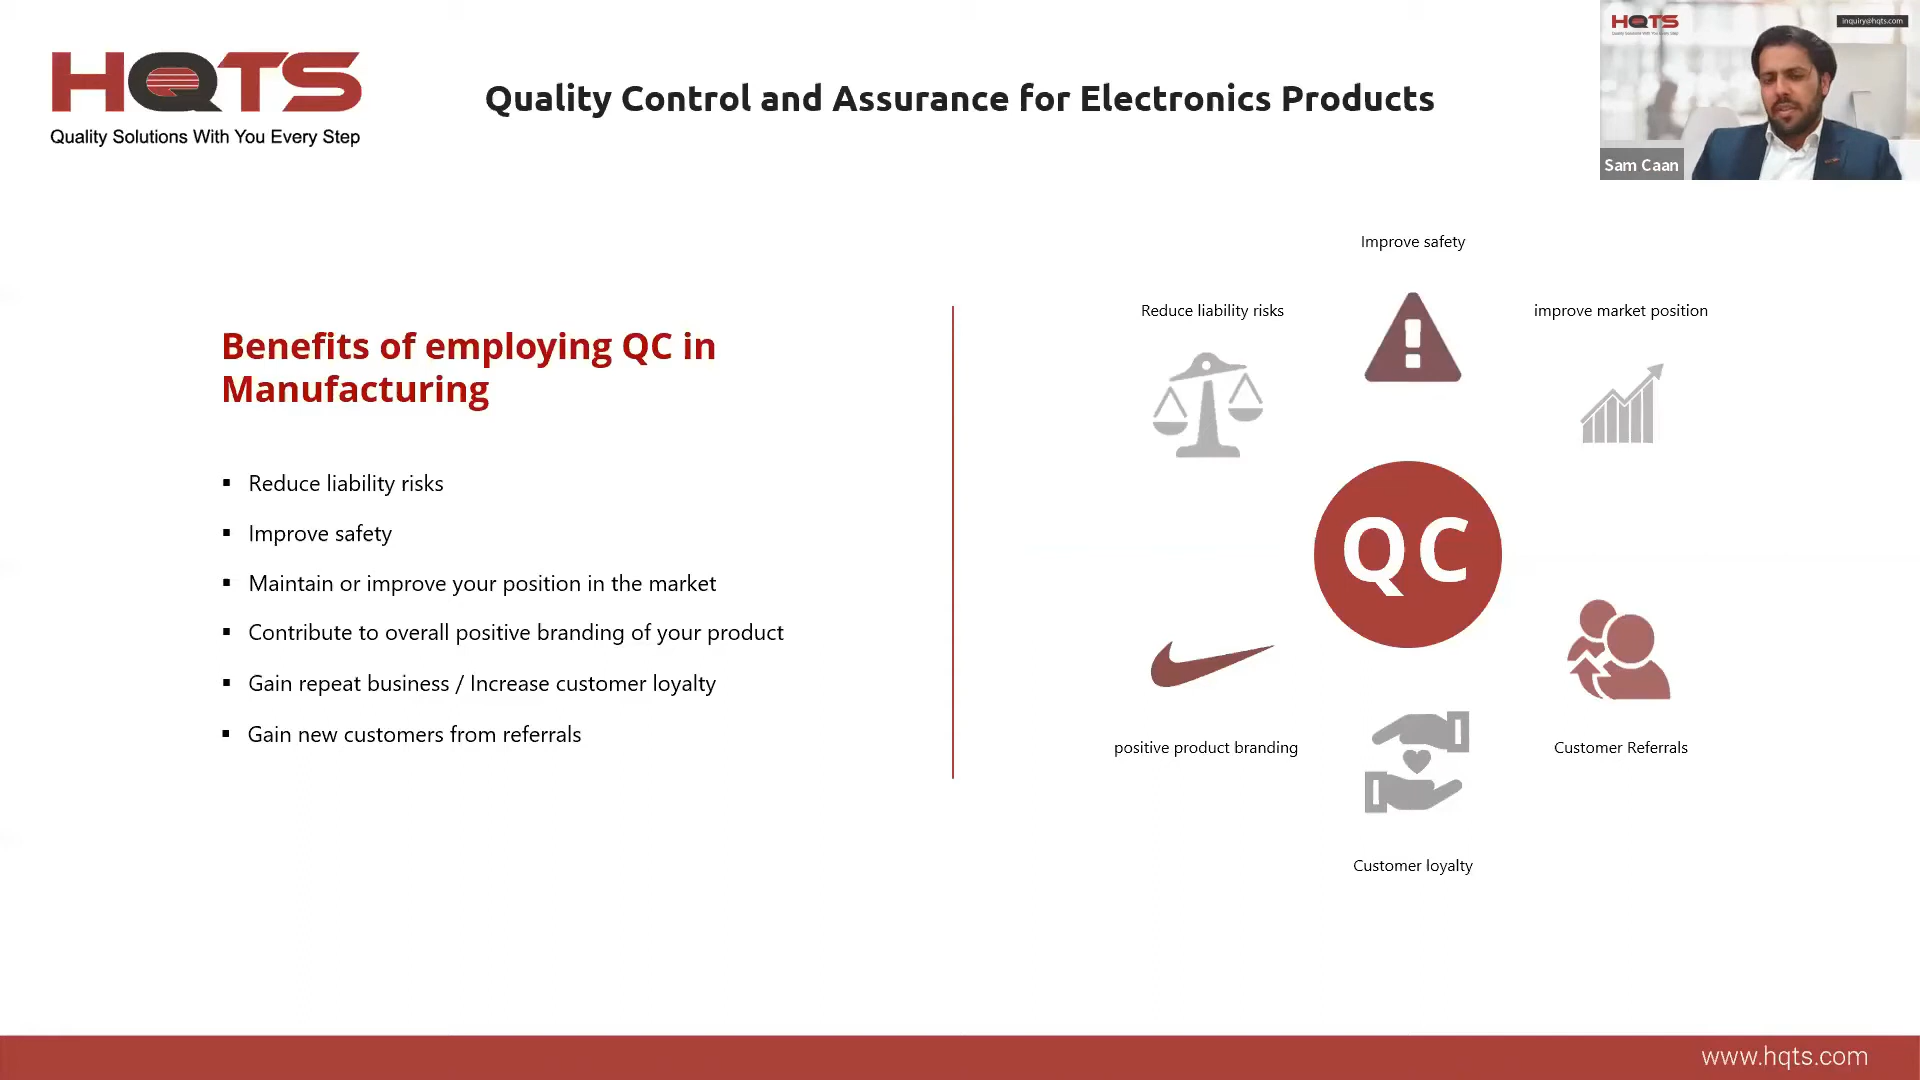 HQTS
Quality Solutions With You Every Step
Quality Control and Assurance for Electronics Products
HQTS
inquiry@hqts.com
Sam Caan
Benefits of employing QC in
Manufacturing
Reduce liability risks
Improve safety
Maintain or improve your position in the market
Contribute to overall positive branding of your product
Gain repeat business / Increase customer loyalty
Gain new customers from referrals
Improve safety
Reduce liability risks
improve market position
QC
positive product branding
Customer Referrals
Customer loyalty
www.hqts.com